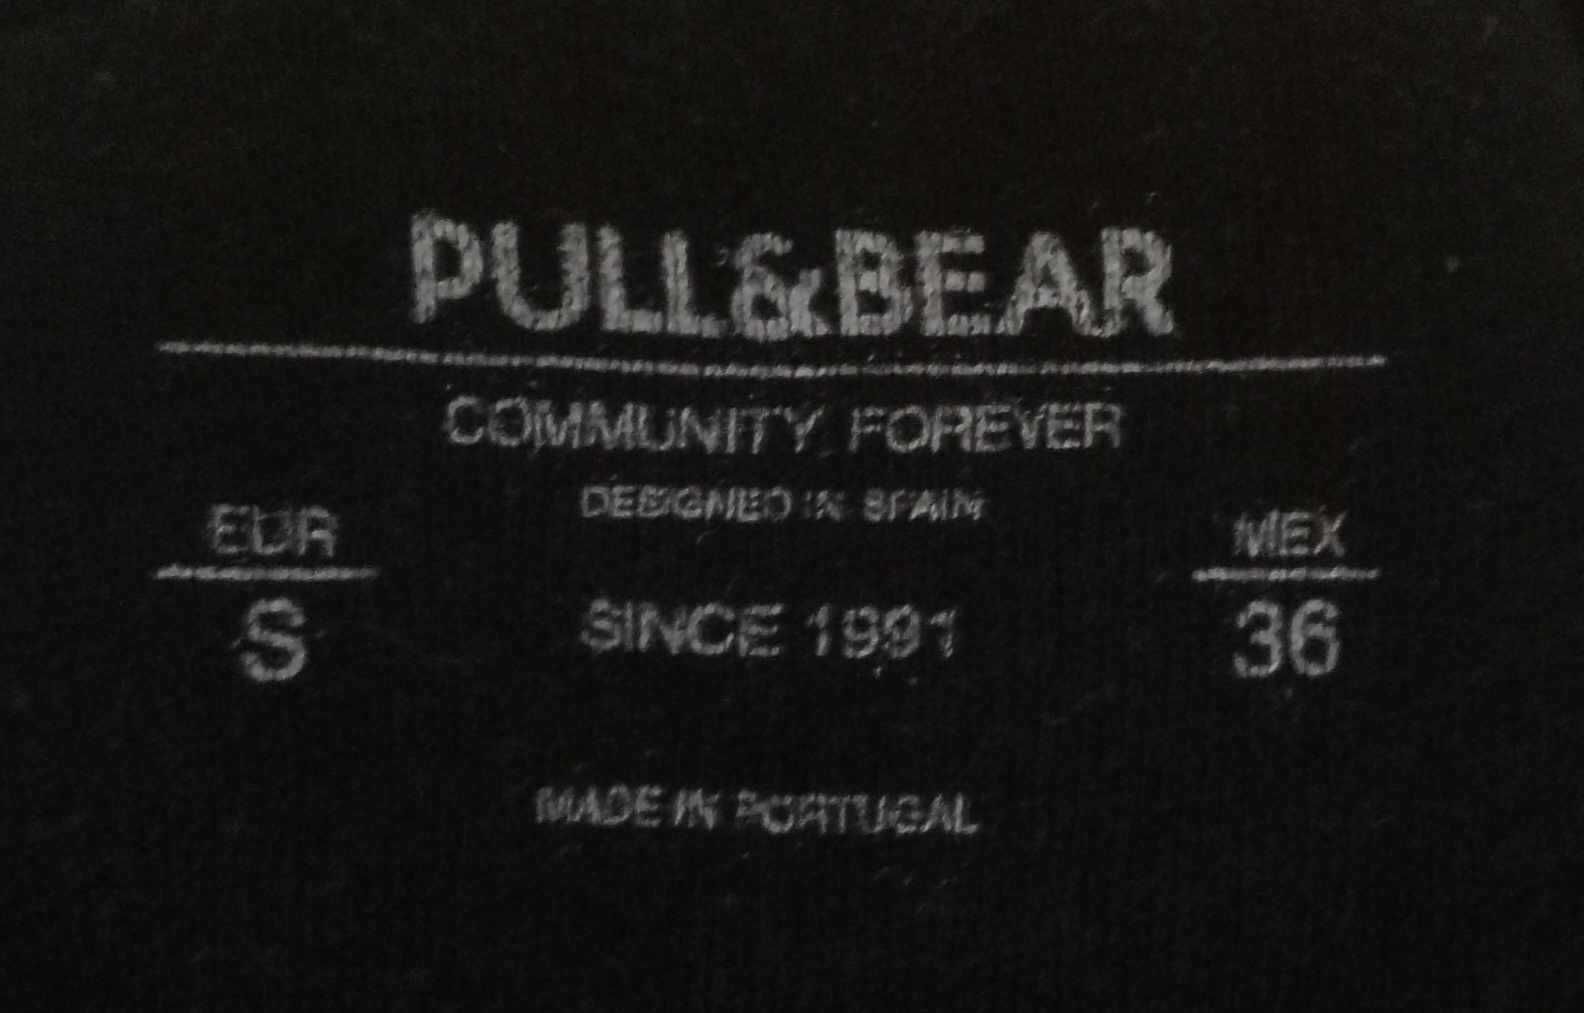 PULL&BEAR
COMMUNITY FOREVER
DESIGNED IN SPAIN
EUR
S
SINCE 1991
MEX
36
MADE IN PORTUGAL